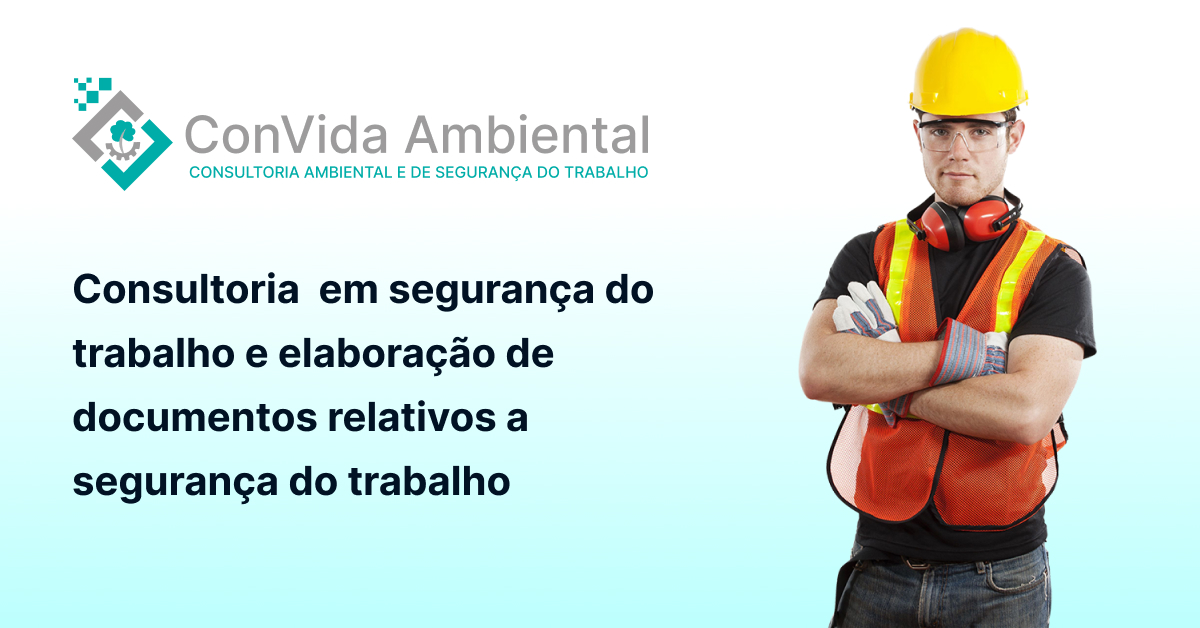 ConVida Ambiental
CONSULTORIA AMBIENTAL E DE SEGURANÇA DO TRABALHO
Consultoria  em segurança do
trabalho e elaboração de
documentos relativos a
segurança do trabalho